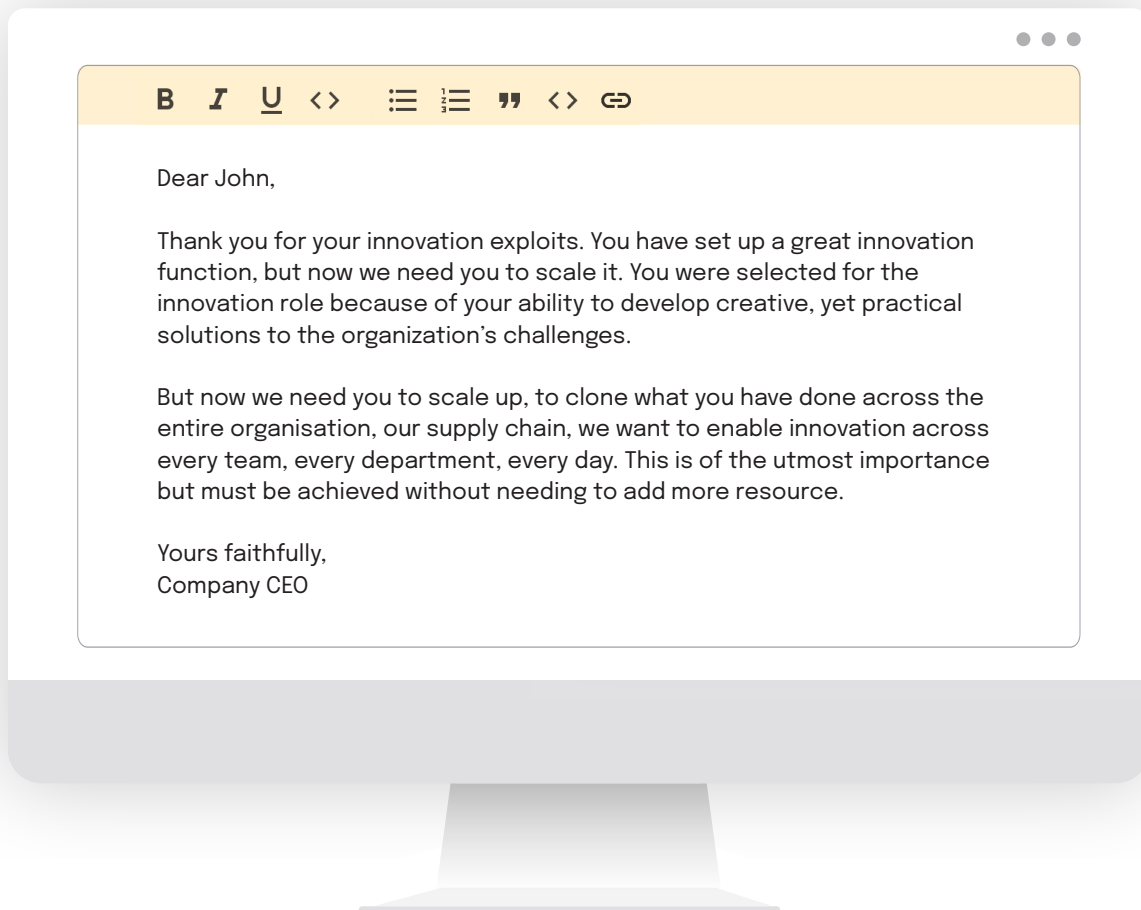 B I U <>
Dear John,
Thank you for your innovation exploits. You have set up a great innovation
function, but now we need you to scale it. You were selected for the
innovation role because of your ability to develop creative, yet practical
solutions to the organization’s challenges.
But now we need you to scale up, to clone what you have done across the
entire organisation, our supply chain, we want to enable innovation across
every team, every department, every day. This is of the utmost importance
but must be achieved without needing to add more resource.
Yours faithfully,
Company CEO